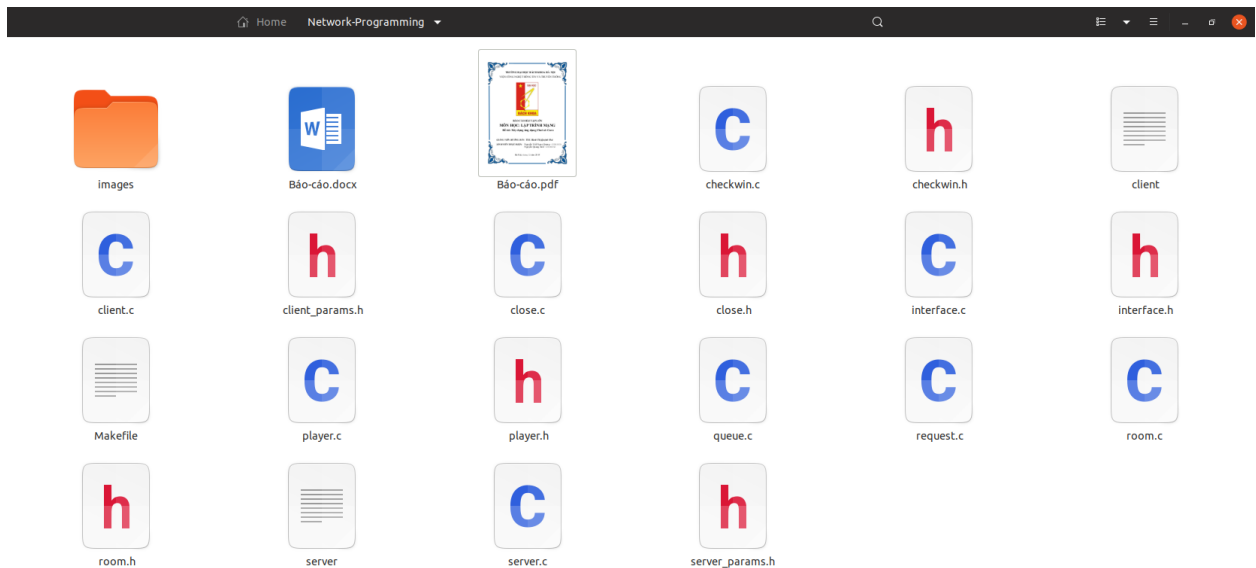 Home Network-Programming
images Báo-cáo.docx Báo-cáo.pdf checkwin.c checkwin.h client
client.c client_params.h close.c close.h interface.c interface.h
Makefile player.c player.h queue.c request.c room.c
room.h server server.c server_params.h